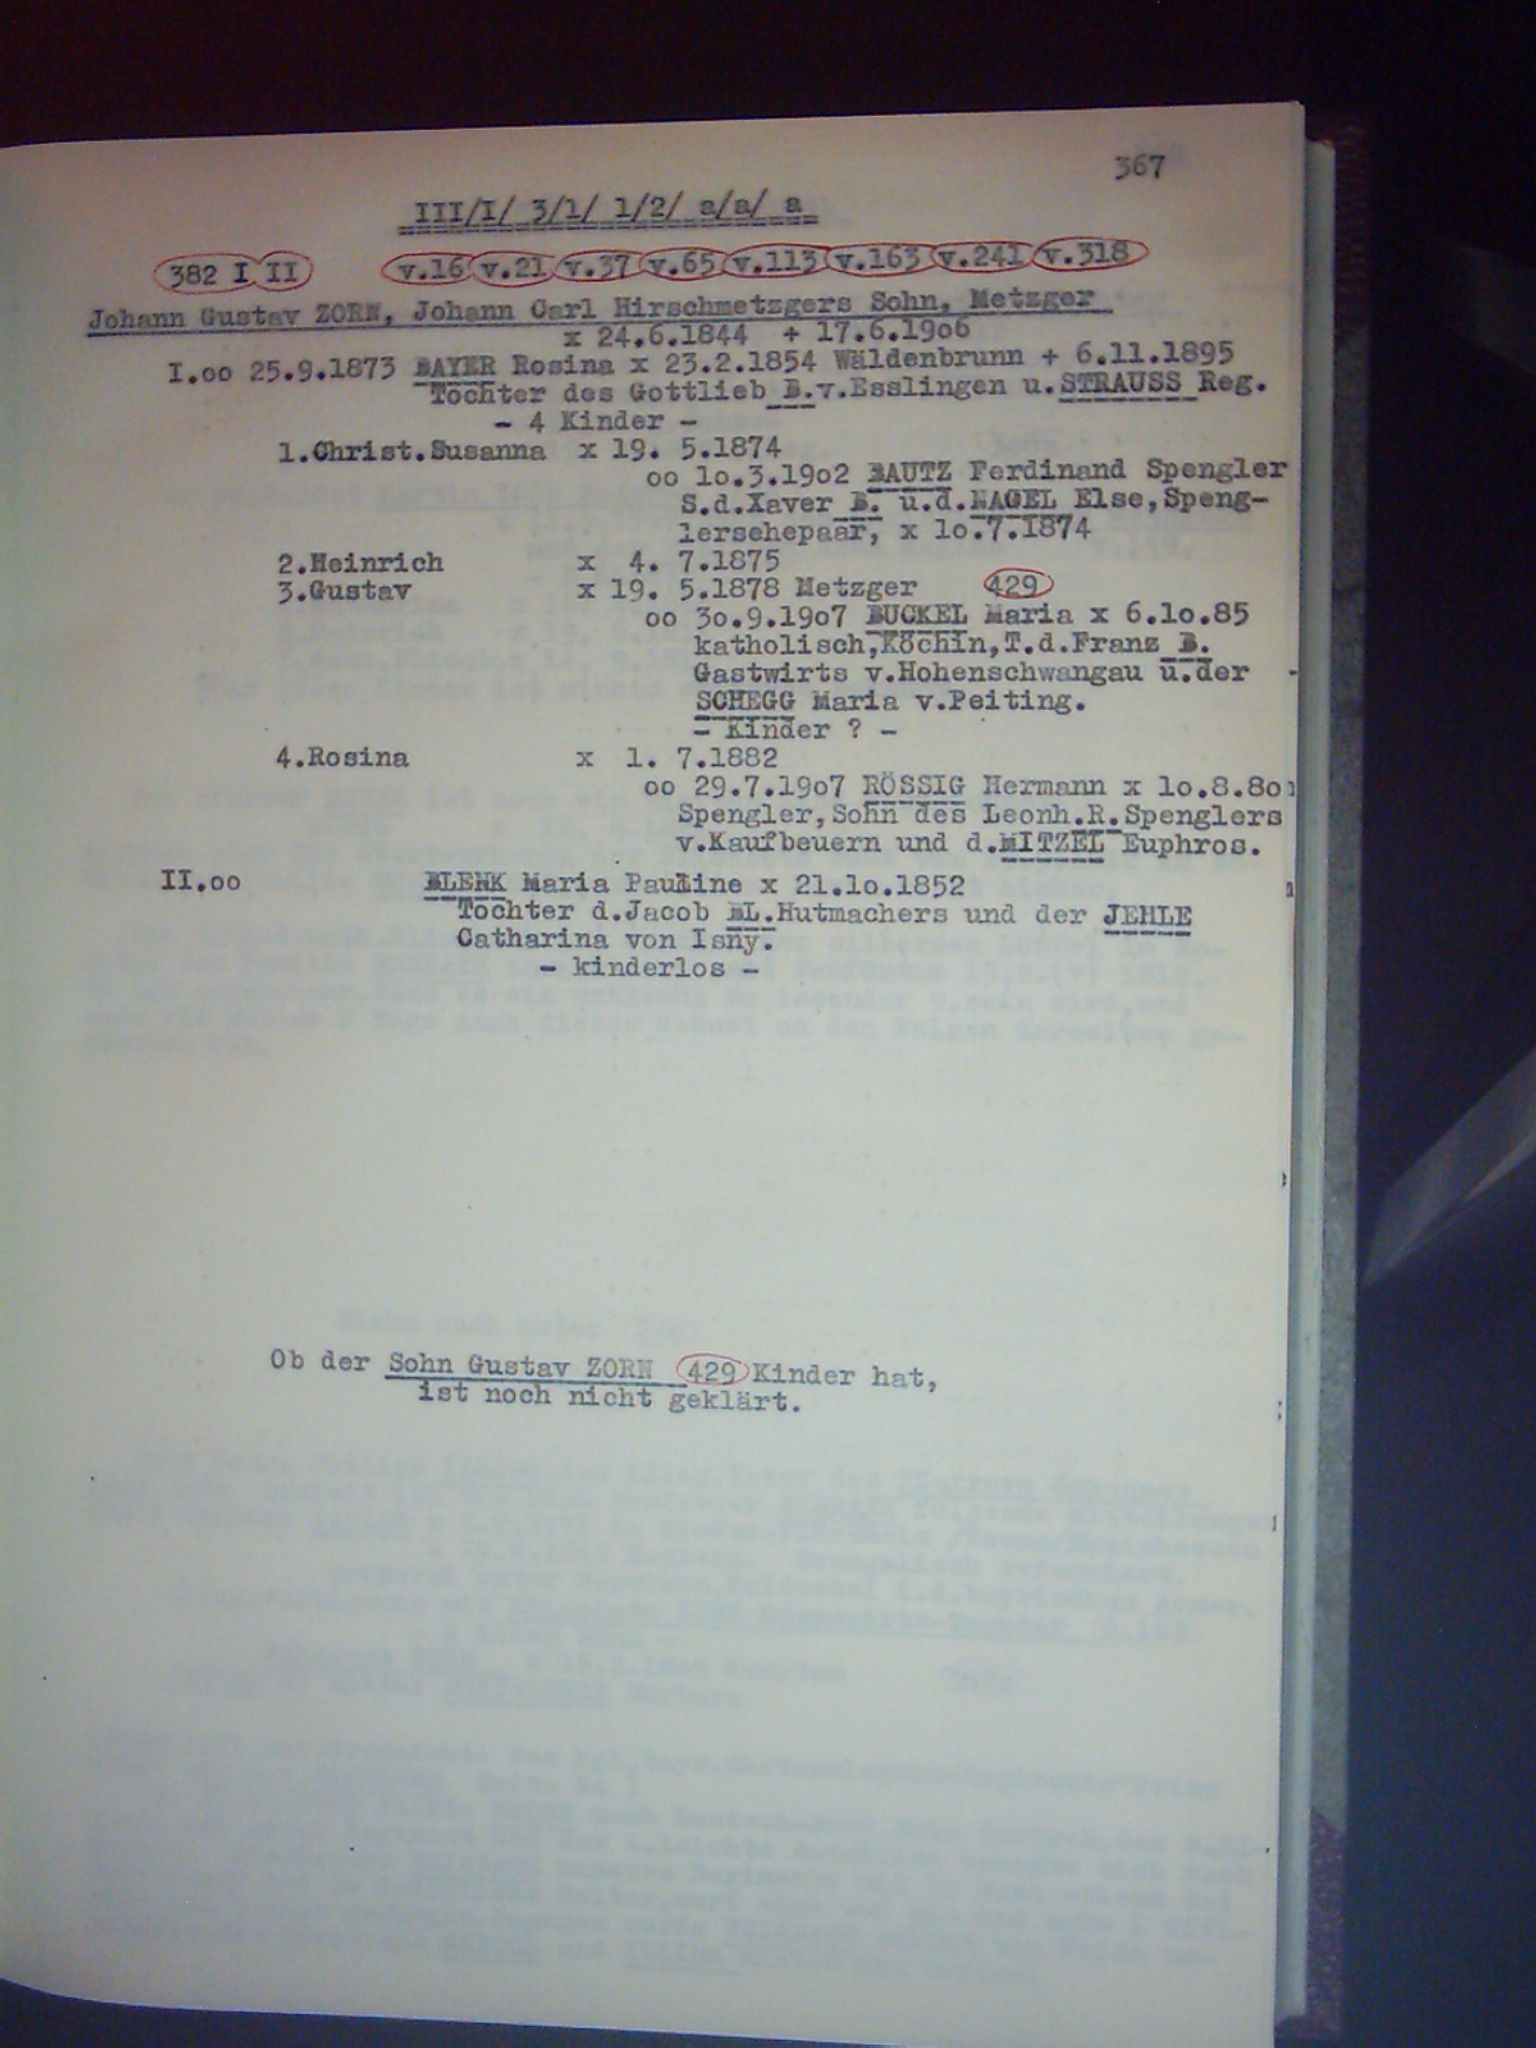 367
III/I/ 3/1/ 1/2/ a/a/ a
382 I II v.16 v.21 v.37 v.65 v.113 v.163 v.241 v.318
Johann Gustav ZORN, Johann Carl Hirschmetzgers Sohn, Metzger
x 24.6.1844 + 17.6.19o6
I.oo 25.9.1873 BAYER Rosina x 23.2.1854 Wäldenbrunn + 6.11.1895
Tochter des Gottlieb B.v.Esslingen u.STRAUSS Reg.
- 4 Kinder -
1.Christ.Susanna x 19. 5.1874
oo 1o.3.19o2 BAUTZ Ferdinand Spengler
S.d.Xaver B. u.d.NAGEL Else,Speng-
lersehepaar, x 1o.7.1874
2.Heinrich x 4. 7.1875
3.Gustav x 19. 5.1878 Metzger 429
oo 3o.9.19o7 BUCKEL Maria x 6.1o.85
katholisch,Köchin,T.d.Franz B.
Gastwirts v.Hohenschwangau u.der
SCHEGG Maria v.Peiting.
- Kinder ? -
4.Rosina x 1. 7.1882
oo 29.7.19o7 RÖSSIG Hermann x 1o.8.8o
Spengler,Sohn des Leonh.R.Spenglers
v.Kaufbeuern und d.MITZEL Euphros.
II.oo BLENK Maria Pauline x 21.1o.1852
Tochter d.Jacob BL.Hutmachers und der JEHLE
Catharina von Isny.
- kinderlos -
Ob der Sohn Gustav ZORN 429 Kinder hat,
ist noch nicht geklärt.